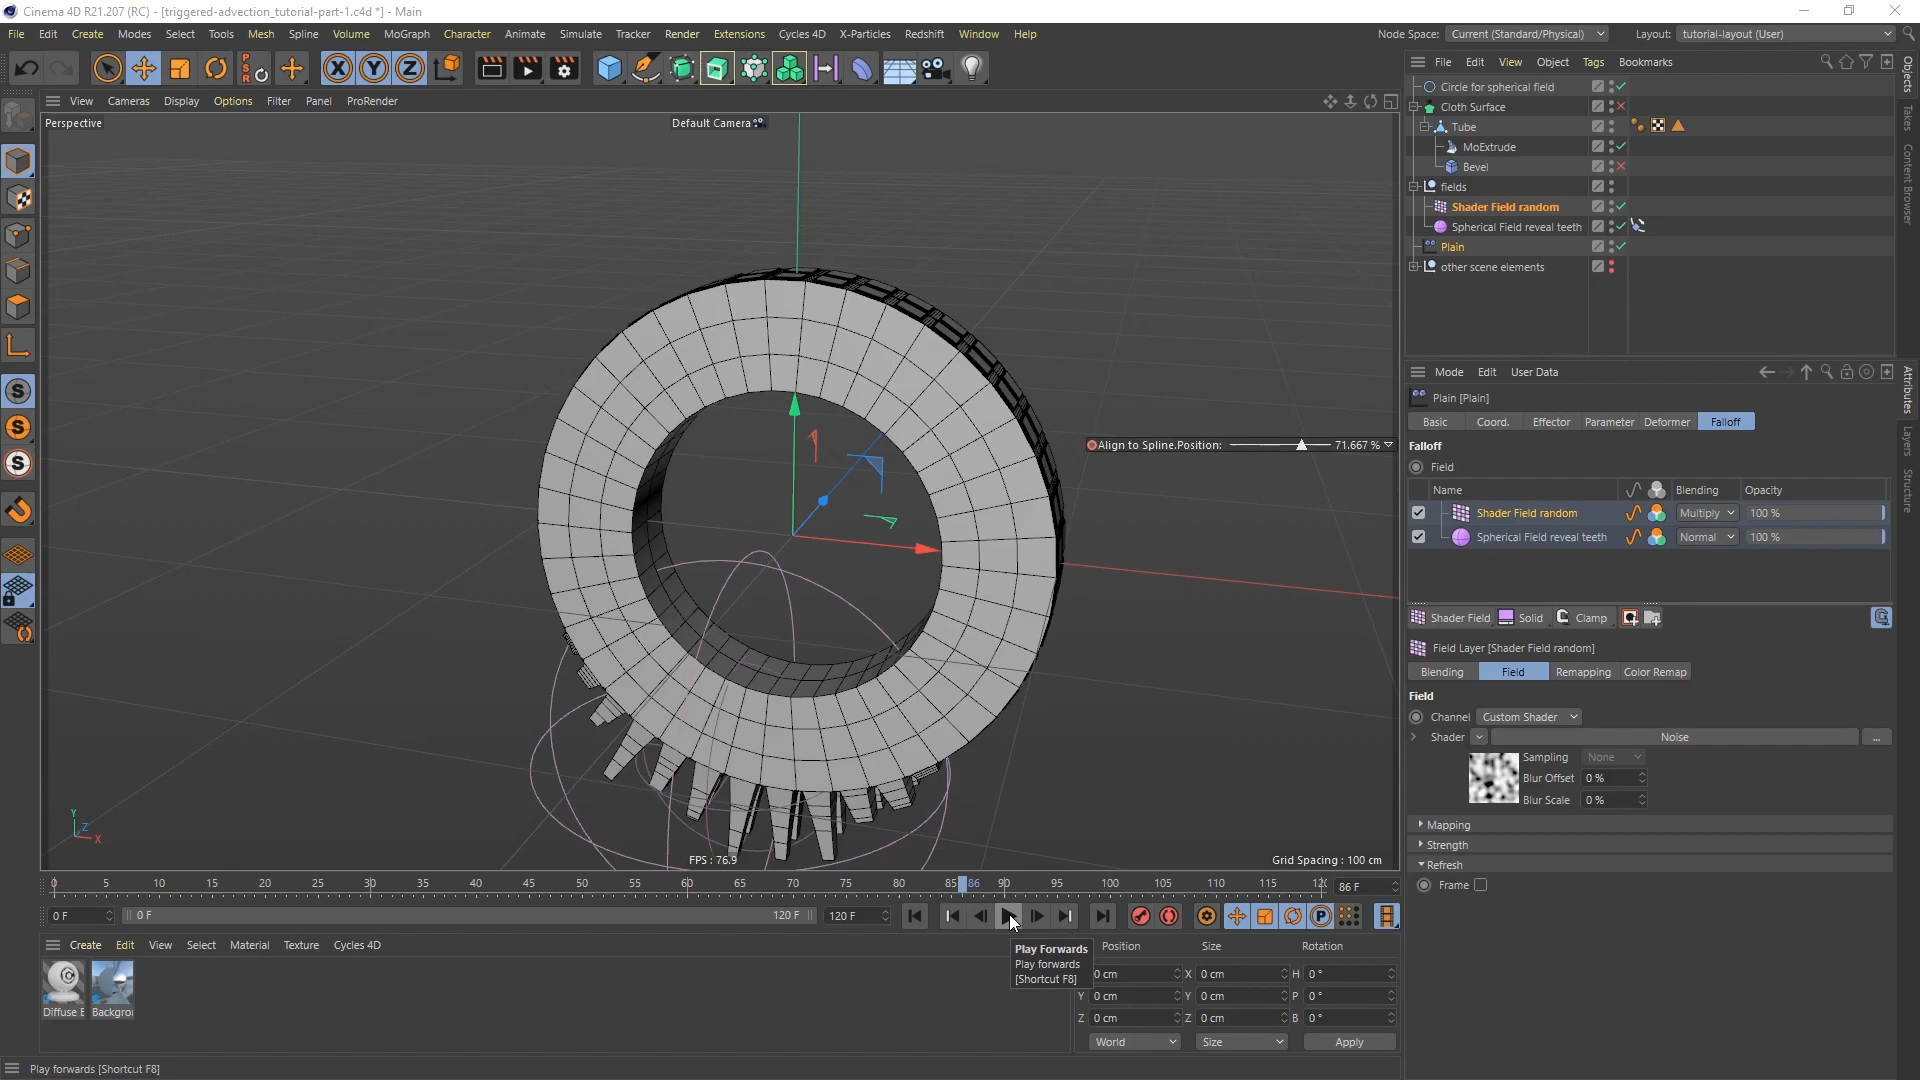 Cinema 4D R21.207 (RC) - [triggered-advection_tutorial-part-1.c4d *] - Main
File Edit Create Modes Select Tools Mesh Spline Volume MoGraph Character Animate Simulate Tracker Render Extensions Cycles 4D X-Particles Redshift Window Help
Node Space: Current (Standard/Physical) Layout: tutorial-layout (User)
View Cameras Display Options Filter Panel ProRender
Perspective
Default Camera
Align to Spline.Position: 71.667 %
Y
Z
X
FPS : 76.9
Grid Spacing : 100 cm
File Edit View Object Tags Bookmarks
Circle for spherical field
Cloth Surface
Tube
MoExtrude
Bevel
fields
Shader Field random
Spherical Field reveal teeth
Plain
other scene elements
Objects
Takes
Content Browser
Mode Edit User Data
Plain [Plain]
Basic Coord. Effector Parameter Deformer Falloff
Falloff
Field
Name Blending Opacity
Shader Field random Multiply 100 %
Spherical Field reveal teeth Normal 100 %
Shader Field Solid Clamp
Field Layer [Shader Field random]
Blending Field Remapping Color Remap
Field
Channel Custom Shader
Shader Noise ...
Sampling None
Blur Offset 0 %
Blur Scale 0 %
Mapping
Strength
Refresh
Frame
Attributes
Layers
Structure
0 5 10 15 20 25 30 35 40 45 50 55 60 65 70 75 80 85 86 90 95 100 105 110 115 12 86 F
0 F 0 F 120 F 120 F
Create Edit View Select Material Texture Cycles 4D
Diffuse E
Backgrou
Play Forwards
Play forwards
[Shortcut F8]
Position Size Rotation
0 cm X 0 cm H 0 °
Y 0 cm Y 0 cm P 0 °
Z 0 cm Z 0 cm B 0 °
World Size Apply
Play forwards [Shortcut F8]